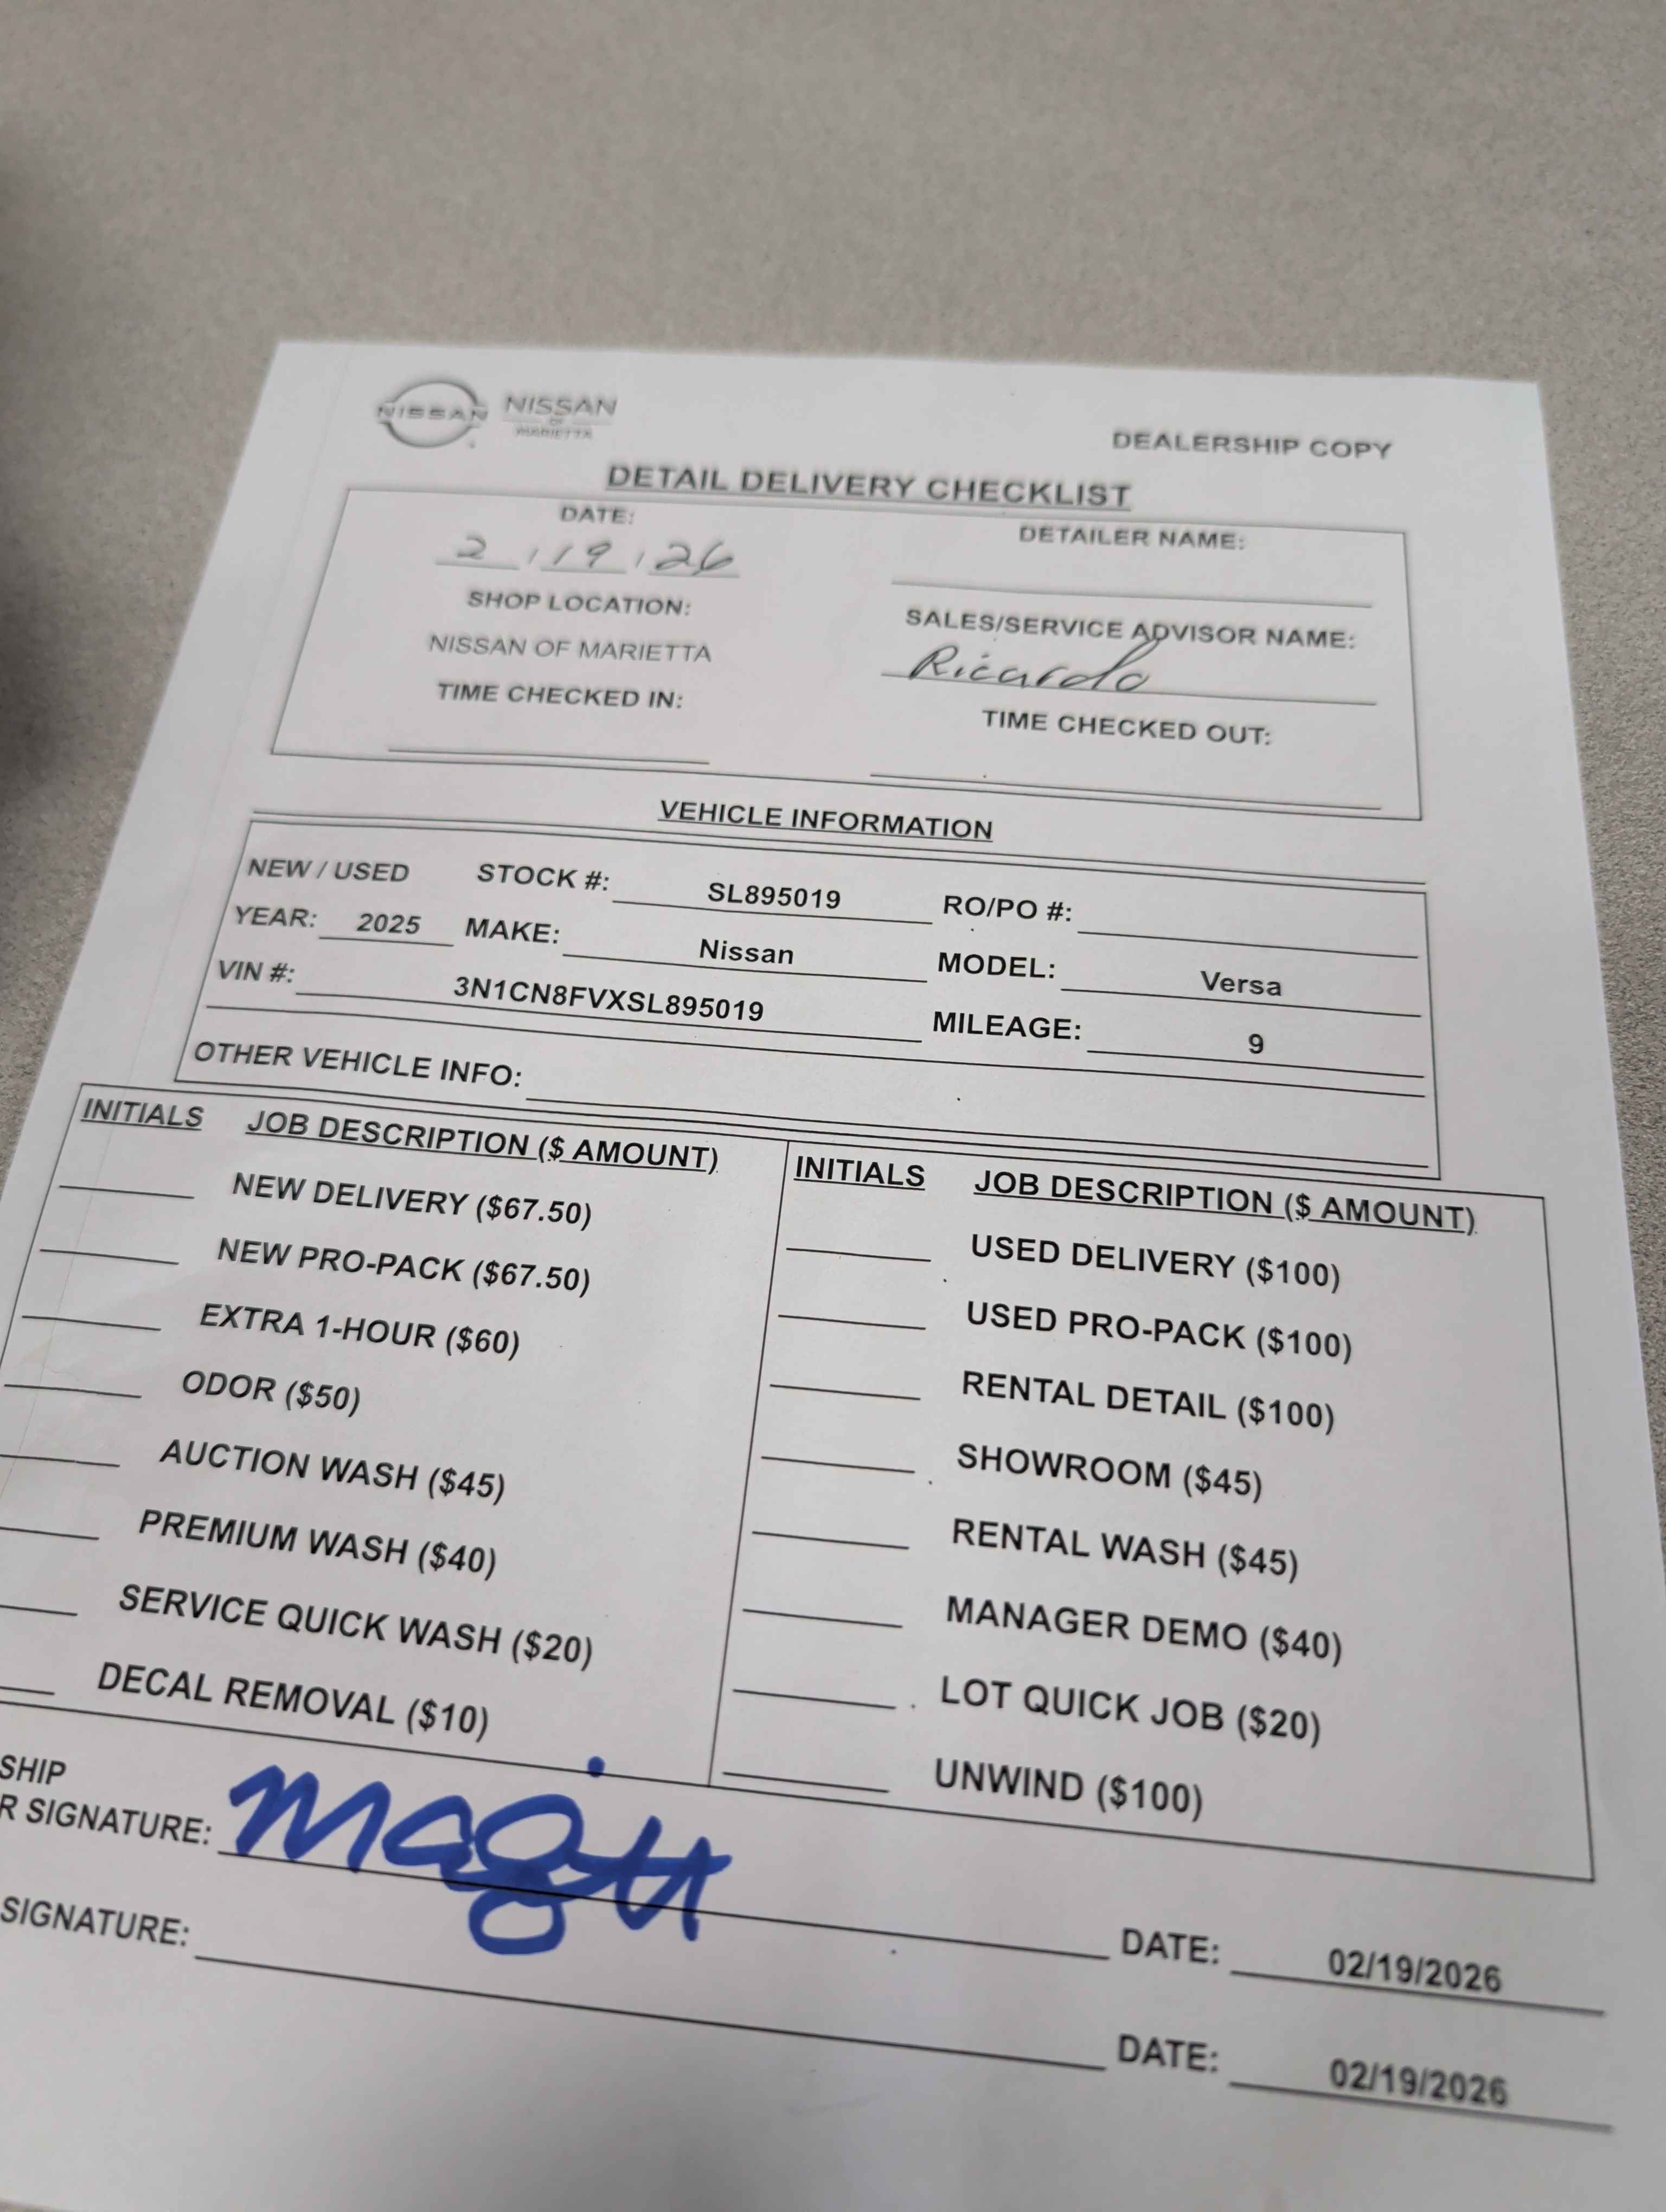 NISSAN NISSAN OF MARIETTA
DEALERSHIP COPY
DETAIL DELIVERY CHECKLIST
DATE: DETAILER NAME:
2 / 19 / 26
SHOP LOCATION: SALES/SERVICE ADVISOR NAME:
NISSAN OF MARIETTA Ricardo
TIME CHECKED IN: TIME CHECKED OUT:
VEHICLE INFORMATION
NEW / USED STOCK #: SL895019 RO/PO #:
YEAR: 2025 MAKE: Nissan MODEL: Versa
VIN #: 3N1CN8FVXSL895019 MILEAGE: 9
OTHER VEHICLE INFO:
INITIALS JOB DESCRIPTION ($ AMOUNT) INITIALS JOB DESCRIPTION ($ AMOUNT)
NEW DELIVERY ($67.50) USED DELIVERY ($100)
NEW PRO-PACK ($67.50) USED PRO-PACK ($100)
EXTRA 1-HOUR ($60) RENTAL DETAIL ($100)
ODOR ($50) SHOWROOM ($45)
AUCTION WASH ($45) RENTAL WASH ($45)
PREMIUM WASH ($40) MANAGER DEMO ($40)
SERVICE QUICK WASH ($20) LOT QUICK JOB ($20)
DECAL REMOVAL ($10) UNWIND ($100)
SHIP
R SIGNATURE: DATE: 02/19/2026
SIGNATURE: DATE: 02/19/2026